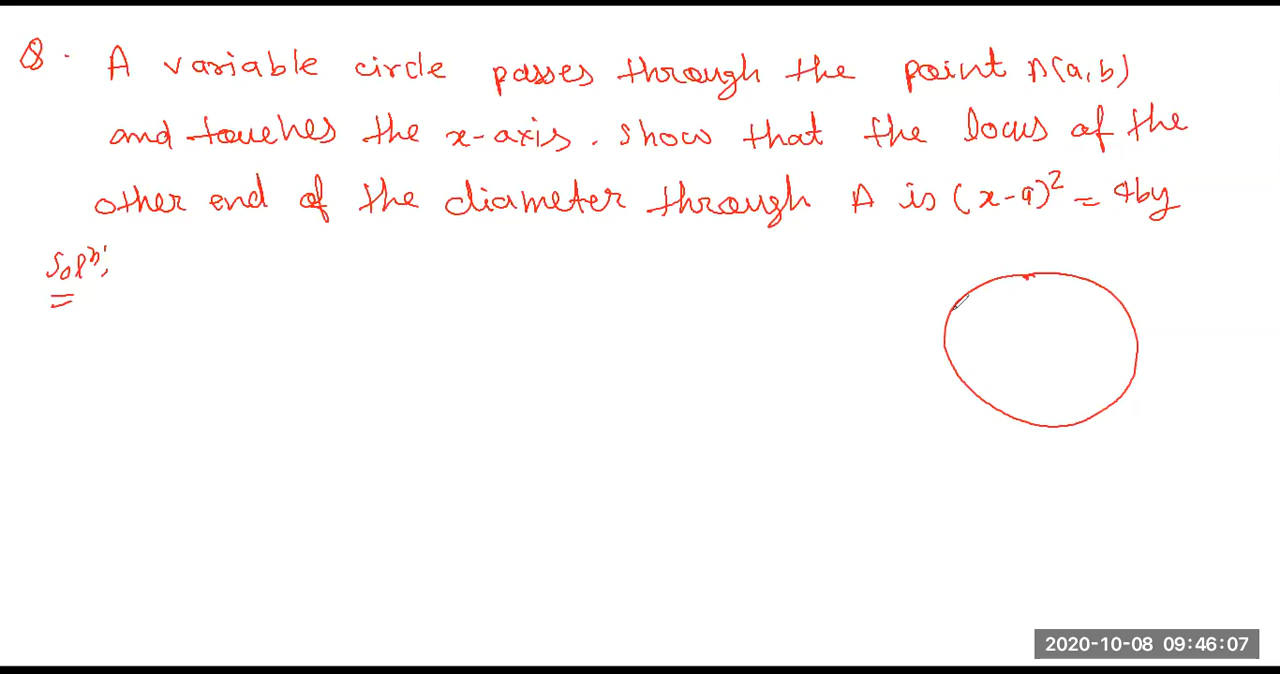 Q. A variable circle passes through the point A(a,b)
and touches the x-axis. Show that the locus of the
other end of the diameter through A is (x-a)² = 4by
Solⁿ:
2020-10-08 09:46:07